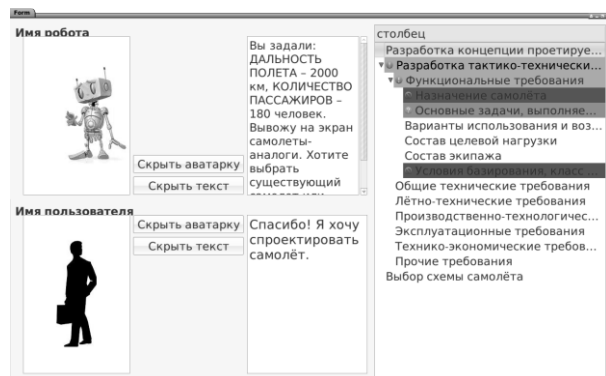 Form
Имя робота
Вы задали:
ДАЛЬНОСТЬ
ПОЛЕТА – 2000
км, КОЛИЧЕСТВО
ПАССАЖИРОВ –
180 человек.
Вывожу на экран
самолеты-
аналоги. Хотите
выбрать
существующий
самолет или
Скрыть аватарку
Скрыть текст
Имя пользователя
Скрыть аватарку
Скрыть текст
Спасибо! Я хочу
спроектировать
самолёт.
столбец
Разработка концепции проетируе...
Разработка тактико-технически...
Функциональные требования
Назначение самолёта
Основные задачи, выполняе...
Варианты использования и воз...
Состав целевой нагрузки
Состав экипажа
Условия базирования, класс ...
Общие технические требования
Лётно-технические требования
Производственно-технологичес...
Эксплуатационные требования
Технико-экономические требов...
Прочие требования
Выбор схемы самолёта